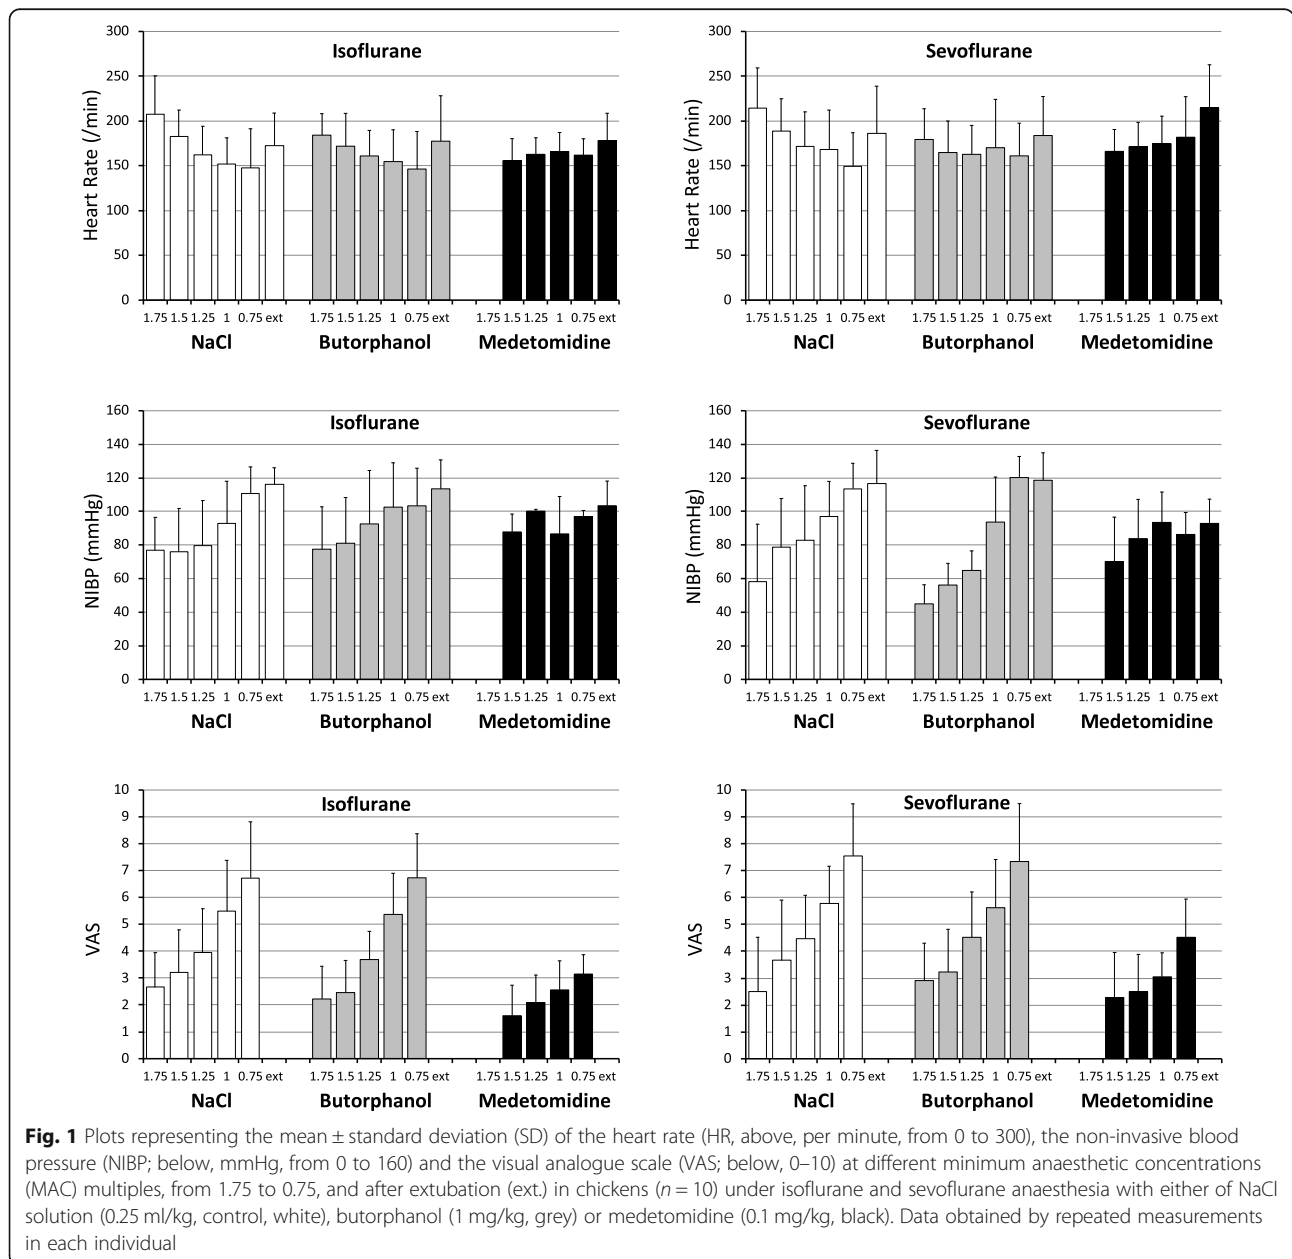 Isoflurane
Heart Rate (/min)
300
250
200
150
100
50
0
1.75 1.5 1.25 1 0.75 ext 1.75 1.5 1.25 1 0.75 ext 1.75 1.5 1.25 1 0.75 ext
NaCl Butorphanol Medetomidine
Sevoflurane
Heart Rate (/min)
300
250
200
150
100
50
0
1.75 1.5 1.25 1 0.75 ext 1.75 1.5 1.25 1 0.75 ext 1.75 1.5 1.25 1 0.75 ext
NaCl Butorphanol Medetomidine
Isoflurane
NIBP (mmHg)
160
140
120
100
80
60
40
20
0
1.75 1.5 1.25 1 0.75 ext 1.75 1.5 1.25 1 0.75 ext 1.75 1.5 1.25 1 0.75 ext
NaCl Butorphanol Medetomidine
Sevoflurane
NIBP (mmHg)
160
140
120
100
80
60
40
20
0
1.75 1.5 1.25 1 0.75 ext 1.75 1.5 1.25 1 0.75 ext 1.75 1.5 1.25 1 0.75 ext
NaCl Butorphanol Medetomidine
Isoflurane
VAS
10
9
8
7
6
5
4
3
2
1
0
1.75 1.5 1.25 1 0.75 ext 1.75 1.5 1.25 1 0.75 ext 1.75 1.5 1.25 1 0.75 ext
NaCl Butorphanol Medetomidine
Sevoflurane
VAS
10
9
8
7
6
5
4
3
2
1
0
1.75 1.5 1.25 1 0.75 ext 1.75 1.5 1.25 1 0.75 ext 1.75 1.5 1.25 1 0.75 ext
NaCl Butorphanol Medetomidine
Fig. 1 Plots representing the mean ± standard deviation (SD) of the heart rate (HR, above, per minute, from 0 to 300), the non-invasive blood
pressure (NIBP; below, mmHg, from 0 to 160) and the visual analogue scale (VAS; below, 0–10) at different minimum anaesthetic concentrations
(MAC) multiples, from 1.75 to 0.75, and after extubation (ext.) in chickens (n = 10) under isoflurane and sevoflurane anaesthesia with either of NaCl
solution (0.25 ml/kg, control, white), butorphanol (1 mg/kg, grey) or medetomidine (0.1 mg/kg, black). Data obtained by repeated measurements
in each individual